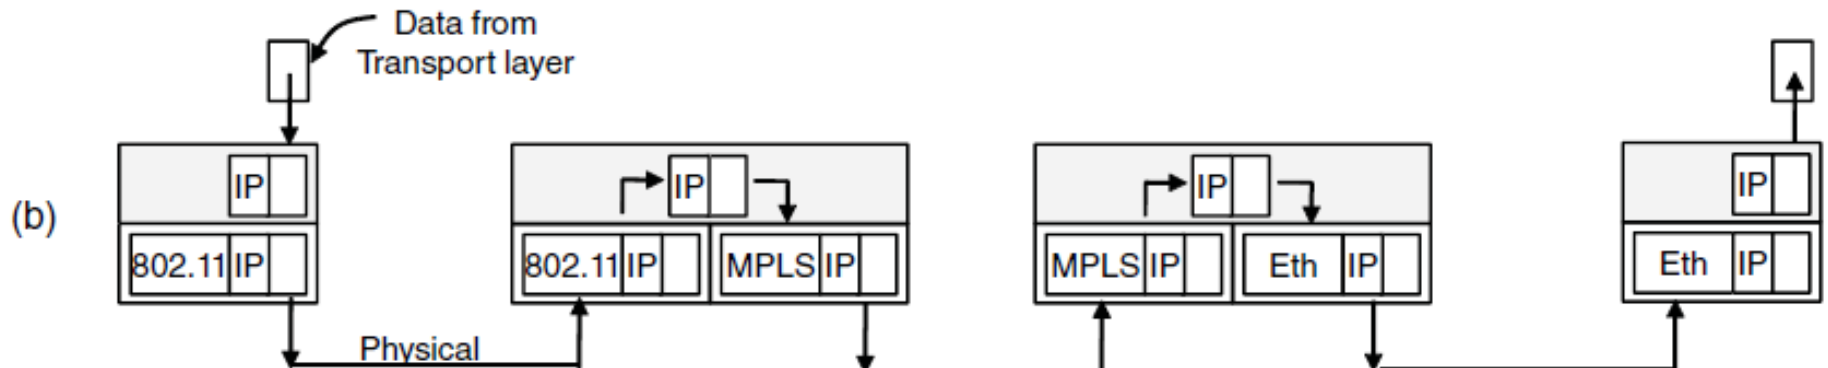 Data from
Transport layer
(b)
IP
IP
IP
IP
802.11 IP
802.11 IP
MPLS IP
MPLS IP
Eth IP
Eth IP
Physical